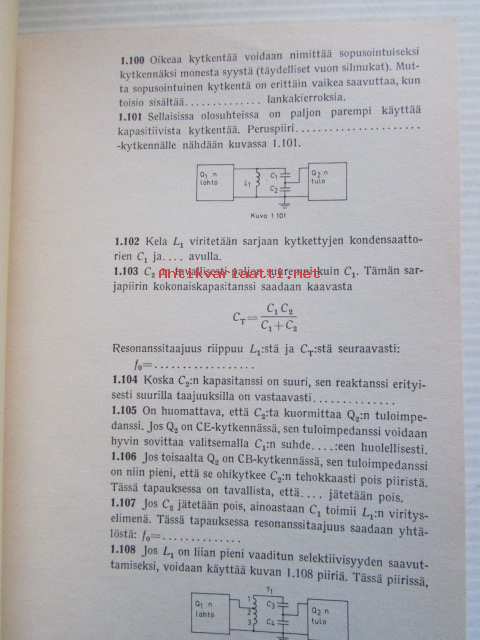 1.100 Oikeaa kytkentää voidaan nimittää sopusointuiseksi
kytkennäksi monesta syystä (täydelliset vuon silmukat). Mut-
ta sopusointuinen kytkentä on erittäin vaikea saavuttaa, kun
toisio sisältää............. lankakierroksia.
1.101 Sellaisissa olosuhteissa on paljon parempi käyttää
kapasitiivista kytkentää. Peruspiiri.....................
-kytkennälle nähdään kuvassa 1.101.
Q₁ n
lähtö
L₁
C₁
C₂
Q₂ n
tulo
Kuva 1.101
1.102 Kela L₁ viritetään sarjaan kytkettyjen kondensaatto-
rien C₁ ja.... avulla.
1.103 C₂ on tavallisesti paljon suurempi kuin C₁. Tämän sar-
Antikvariaatti.net
japiirin kokonaiskapasitanssi saadaan kaavasta
C_T = C₁ C₂ / C₁ + C₂
Resonanssitaajuus riippuu L₁:stä ja C_T:stä seuraavasti:
f₀=.................
1.104 Koska C₂:n kapasitanssi on suuri, sen reaktanssi erityi-
sesti suurilla taajuuksilla on vastaavasti..............
1.105 On huomattava, että C₂:ta kuormittaa Q₂:n tuloimpe-
danssi. Jos Q₂ on CE-kytkennässä, sen tuloimpedanssi voidaan
hyvin sovittaa valitsemalla C₁:n suhde....:een huolellisesti.
1.106 Jos toisaalta Q₂ on CB-kytkennässä, sen tuloimpedanssi
on niin pieni, että se ohikytkee C₂:n tehokkaasti pois piiristä.
Tässä tapauksessa on tavallista, että.... jätetään pois.
1.107 Jos C₂ jätetään pois, ainoastaan C₁ toimii L₁:n viritys-
elimenä. Tässä tapauksessa resonanssitaajuus saadaan yhtä-
löstä: f₀=.............
1.108 Jos L₁ on liian pieni vaaditun selektiivisyyden saavut-
tamiseksi, voidaan käyttää kuvan 1.108 piiriä. Tässä piirissä,
Q₁ n
lähtö
T₁
1
2
3
C₃
C₄
Q₂ n
tulo